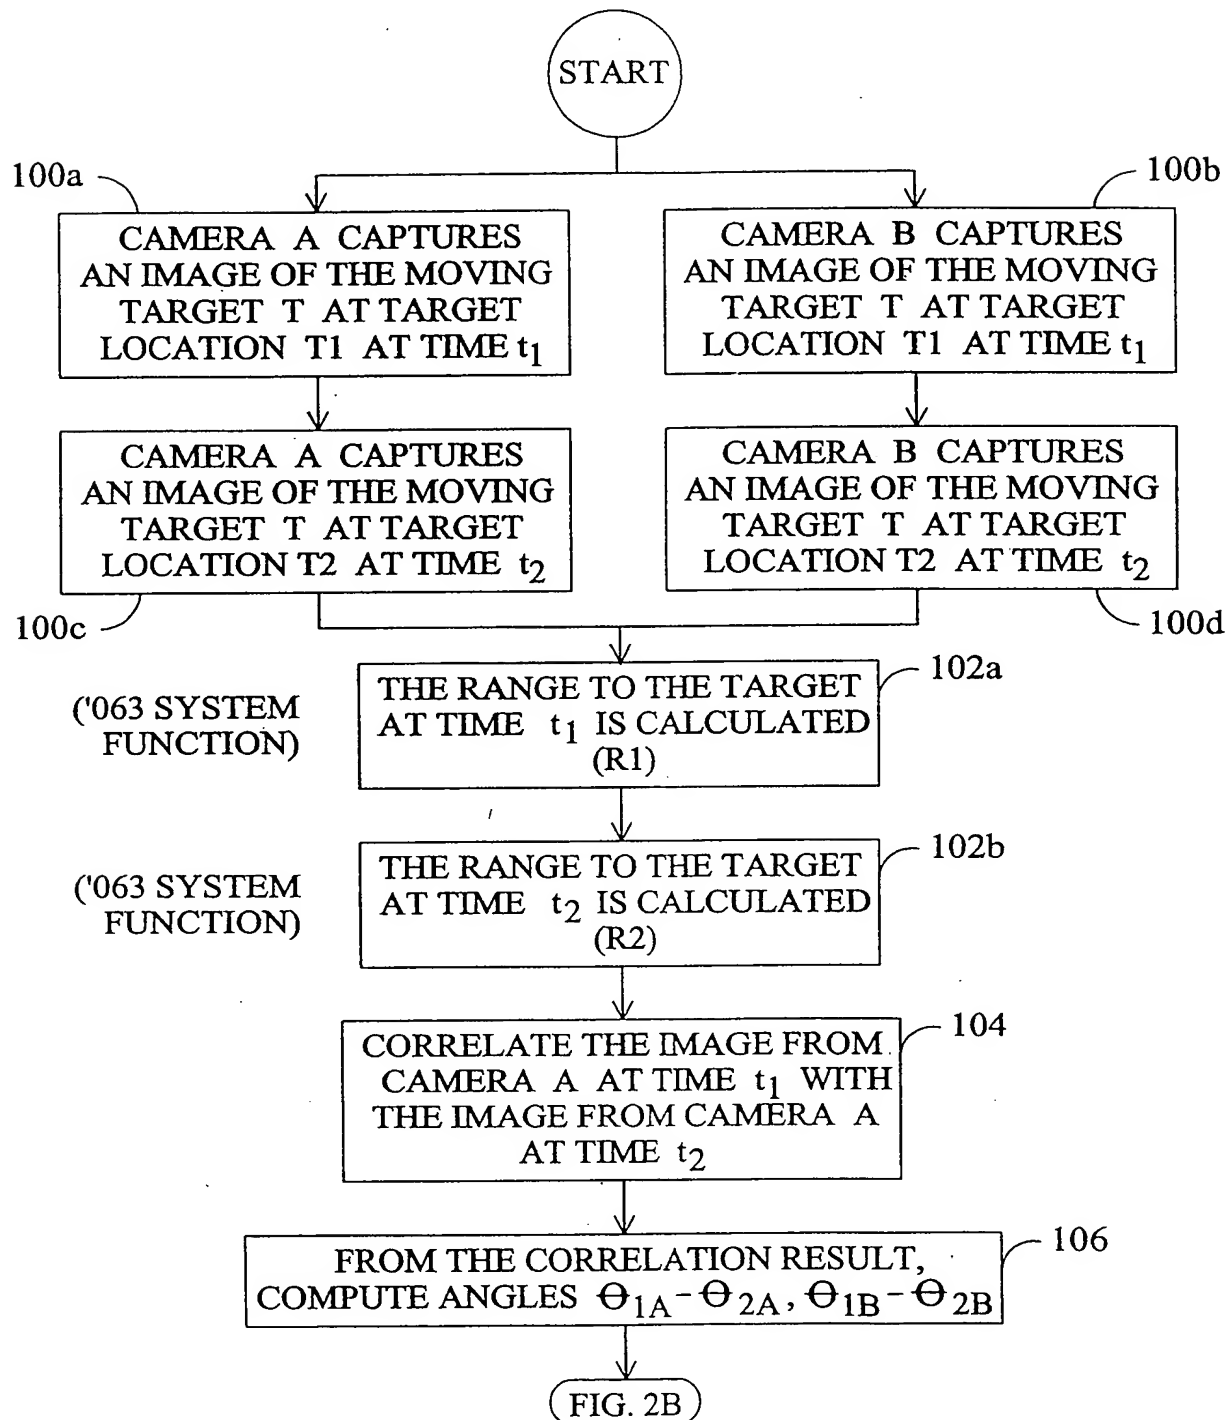 START
100a
100b
CAMERA A CAPTURES
AN IMAGE OF THE MOVING
TARGET T AT TARGET
LOCATION T1 AT TIME t1
CAMERA B CAPTURES
AN IMAGE OF THE MOVING
TARGET T AT TARGET
LOCATION T1 AT TIME t1
CAMERA A CAPTURES
AN IMAGE OF THE MOVING
TARGET T AT TARGET
LOCATION T2 AT TIME t2
CAMERA B CAPTURES
AN IMAGE OF THE MOVING
TARGET T AT TARGET
LOCATION T2 AT TIME t2
100c
100d
('063 SYSTEM
FUNCTION)
THE RANGE TO THE TARGET
AT TIME t1 IS CALCULATED
(R1)
102a
('063 SYSTEM
FUNCTION)
THE RANGE TO THE TARGET
AT TIME t2 IS CALCULATED
(R2)
102b
CORRELATE THE IMAGE FROM
CAMERA A AT TIME t1 WITH
THE IMAGE FROM CAMERA A
AT TIME t2
104
FROM THE CORRELATION RESULT,
COMPUTE ANGLES Θ1A-Θ2A, Θ1B-Θ2B
106
FIG. 2B